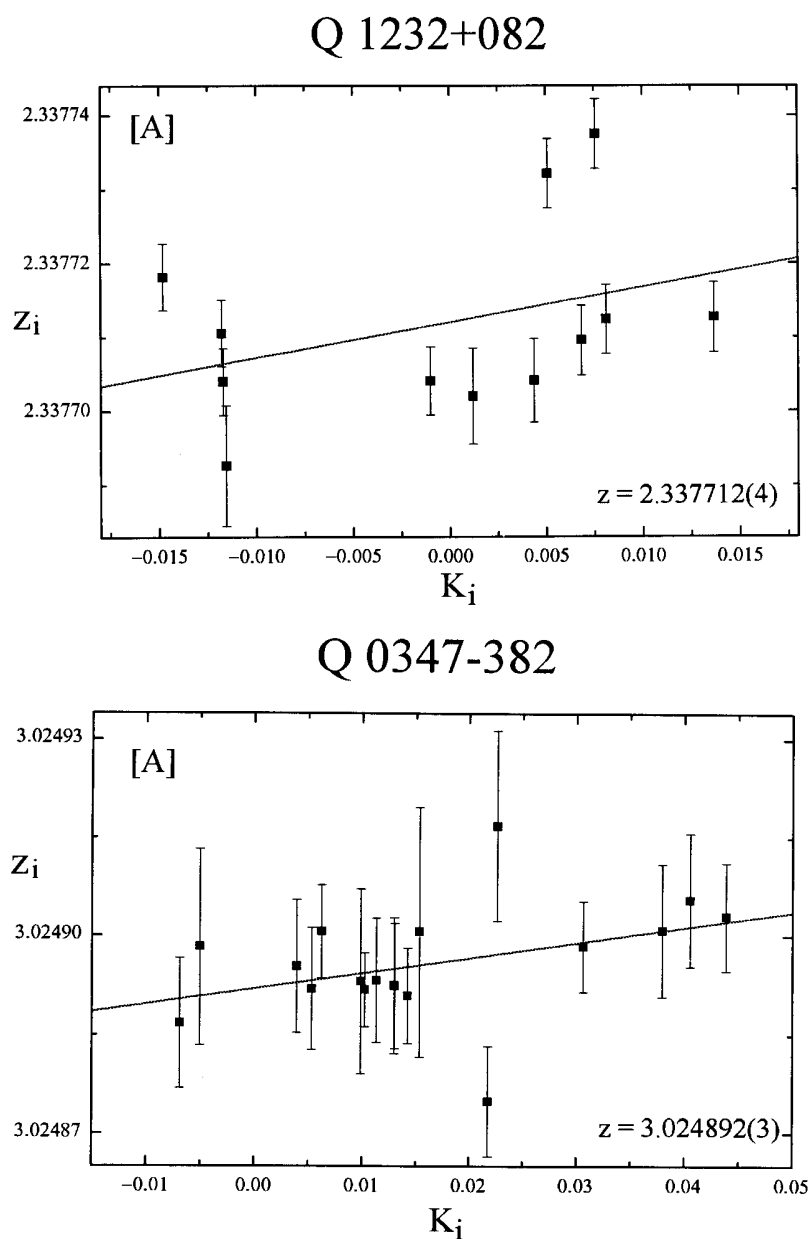 Q 1232+082
2.33774
[A]
2.33772
z_i
2.33770
z = 2.337712(4)
−0.015 −0.010 −0.005 0.000 0.005 0.010 0.015
K_i
Q 0347-382
3.02493
[A]
z_i
3.02490
3.02487
z = 3.024892(3)
−0.01 0.00 0.01 0.02 0.03 0.04 0.05
K_i